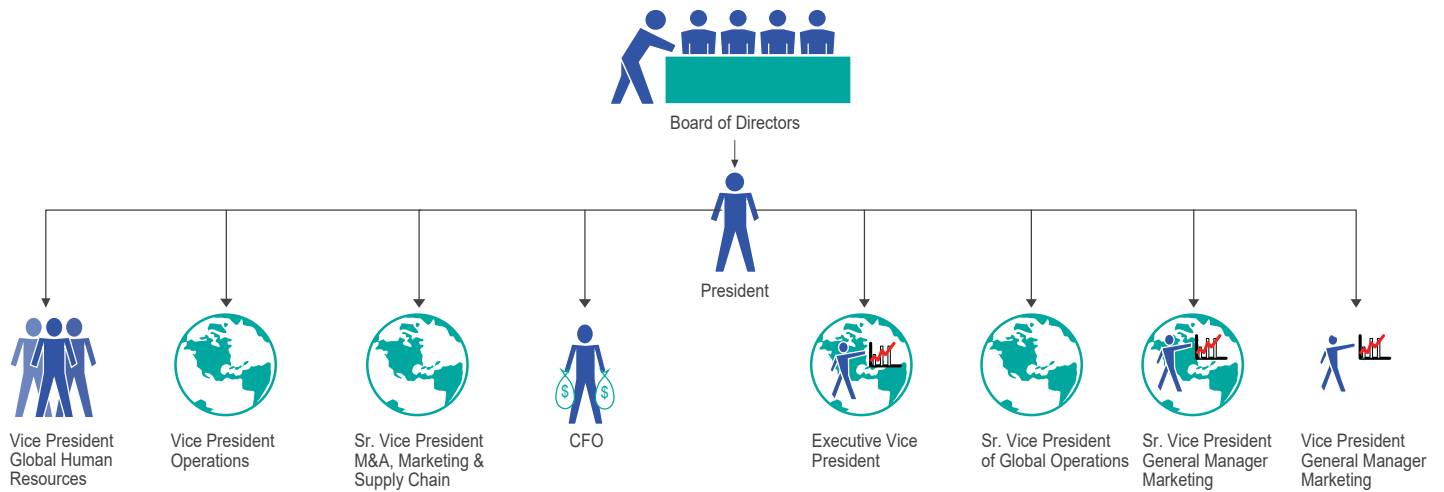 Board of Directors
President
$
$
Vice President
Global Human
Resources
Vice President
Operations
Sr. Vice President
M&A, Marketing &
Supply Chain
CFO
Executive Vice
President
Sr. Vice President
of Global Operations
Sr. Vice President
General Manager
Marketing
Vice President
General Manager
Marketing